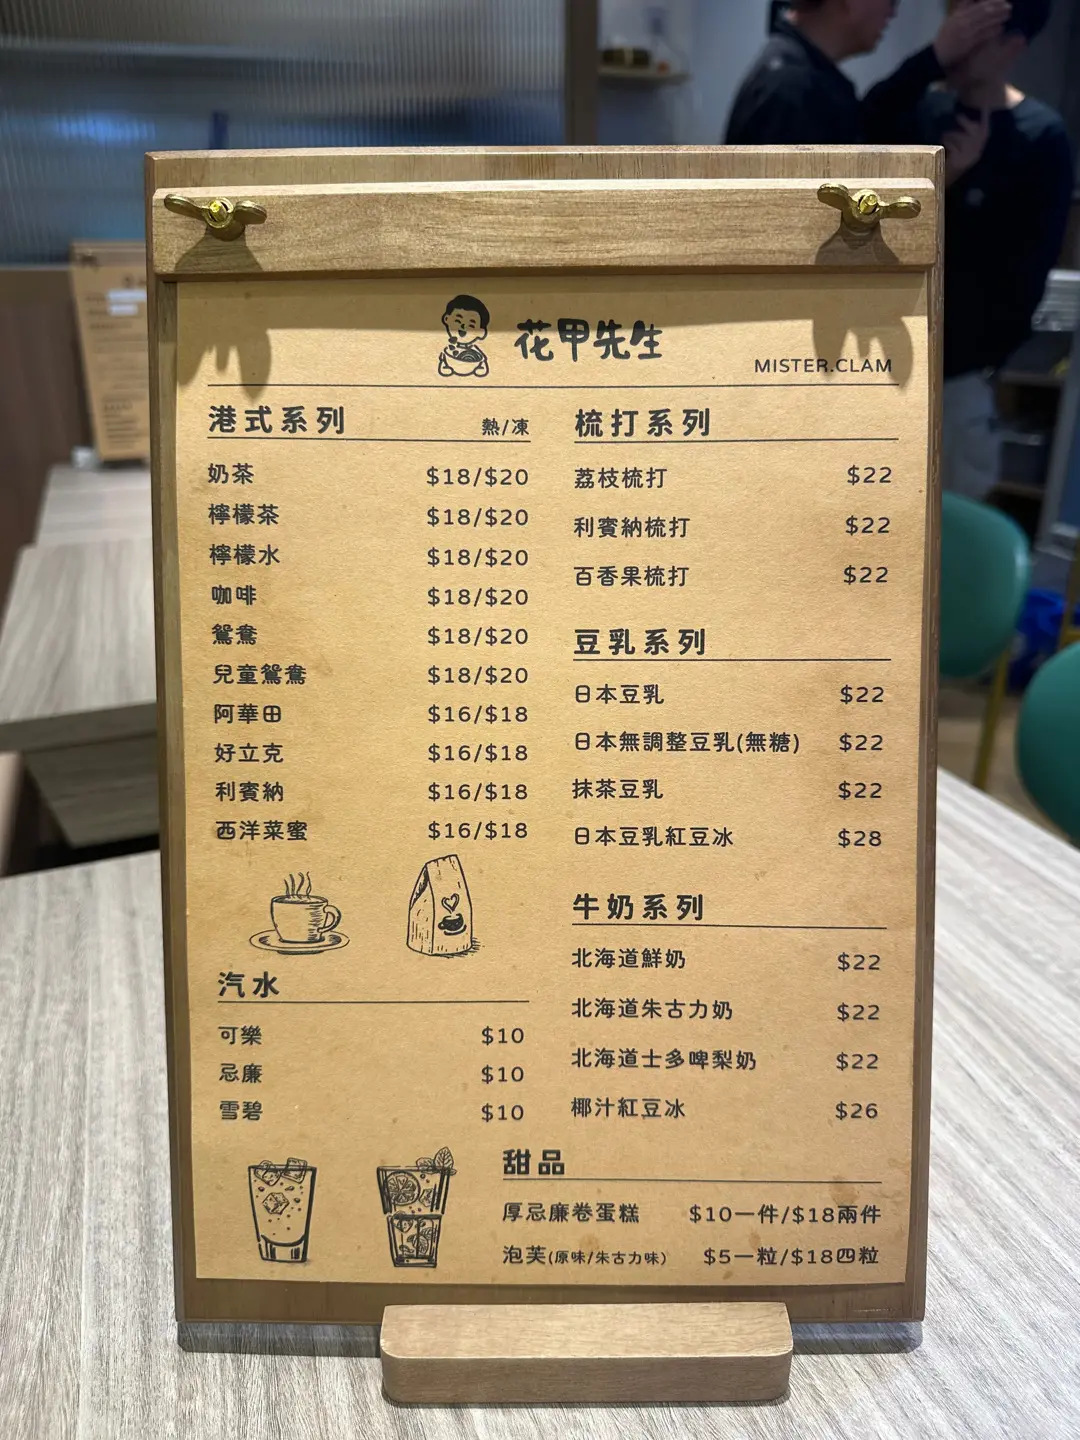 花甲先生
MISTER.CLAM
港式系列 熱/凍
奶茶 $18/$20
檸檬茶 $18/$20
檸檬水 $18/$20
咖啡 $18/$20
鴛鴦 $18/$20
兒童鴛鴦 $18/$20
阿華田 $16/$18
好立克 $16/$18
利賓納 $16/$18
西洋菜蜜 $16/$18
汽水
可樂 $10
忌廉 $10
雪碧 $10
梳打系列
荔枝梳打 $22
利賓納梳打 $22
百香果梳打 $22
豆乳系列
日本豆乳 $22
日本無調整豆乳(無糖) $22
抹茶豆乳 $22
日本豆乳紅豆冰 $28
牛奶系列
北海道鮮奶 $22
北海道朱古力奶 $22
北海道士多啤梨奶 $22
椰汁紅豆冰 $26
甜品
厚忌廉卷蛋糕 $10一件/$18兩件
泡芙(原味/朱古力味) $5一粒/$18四粒